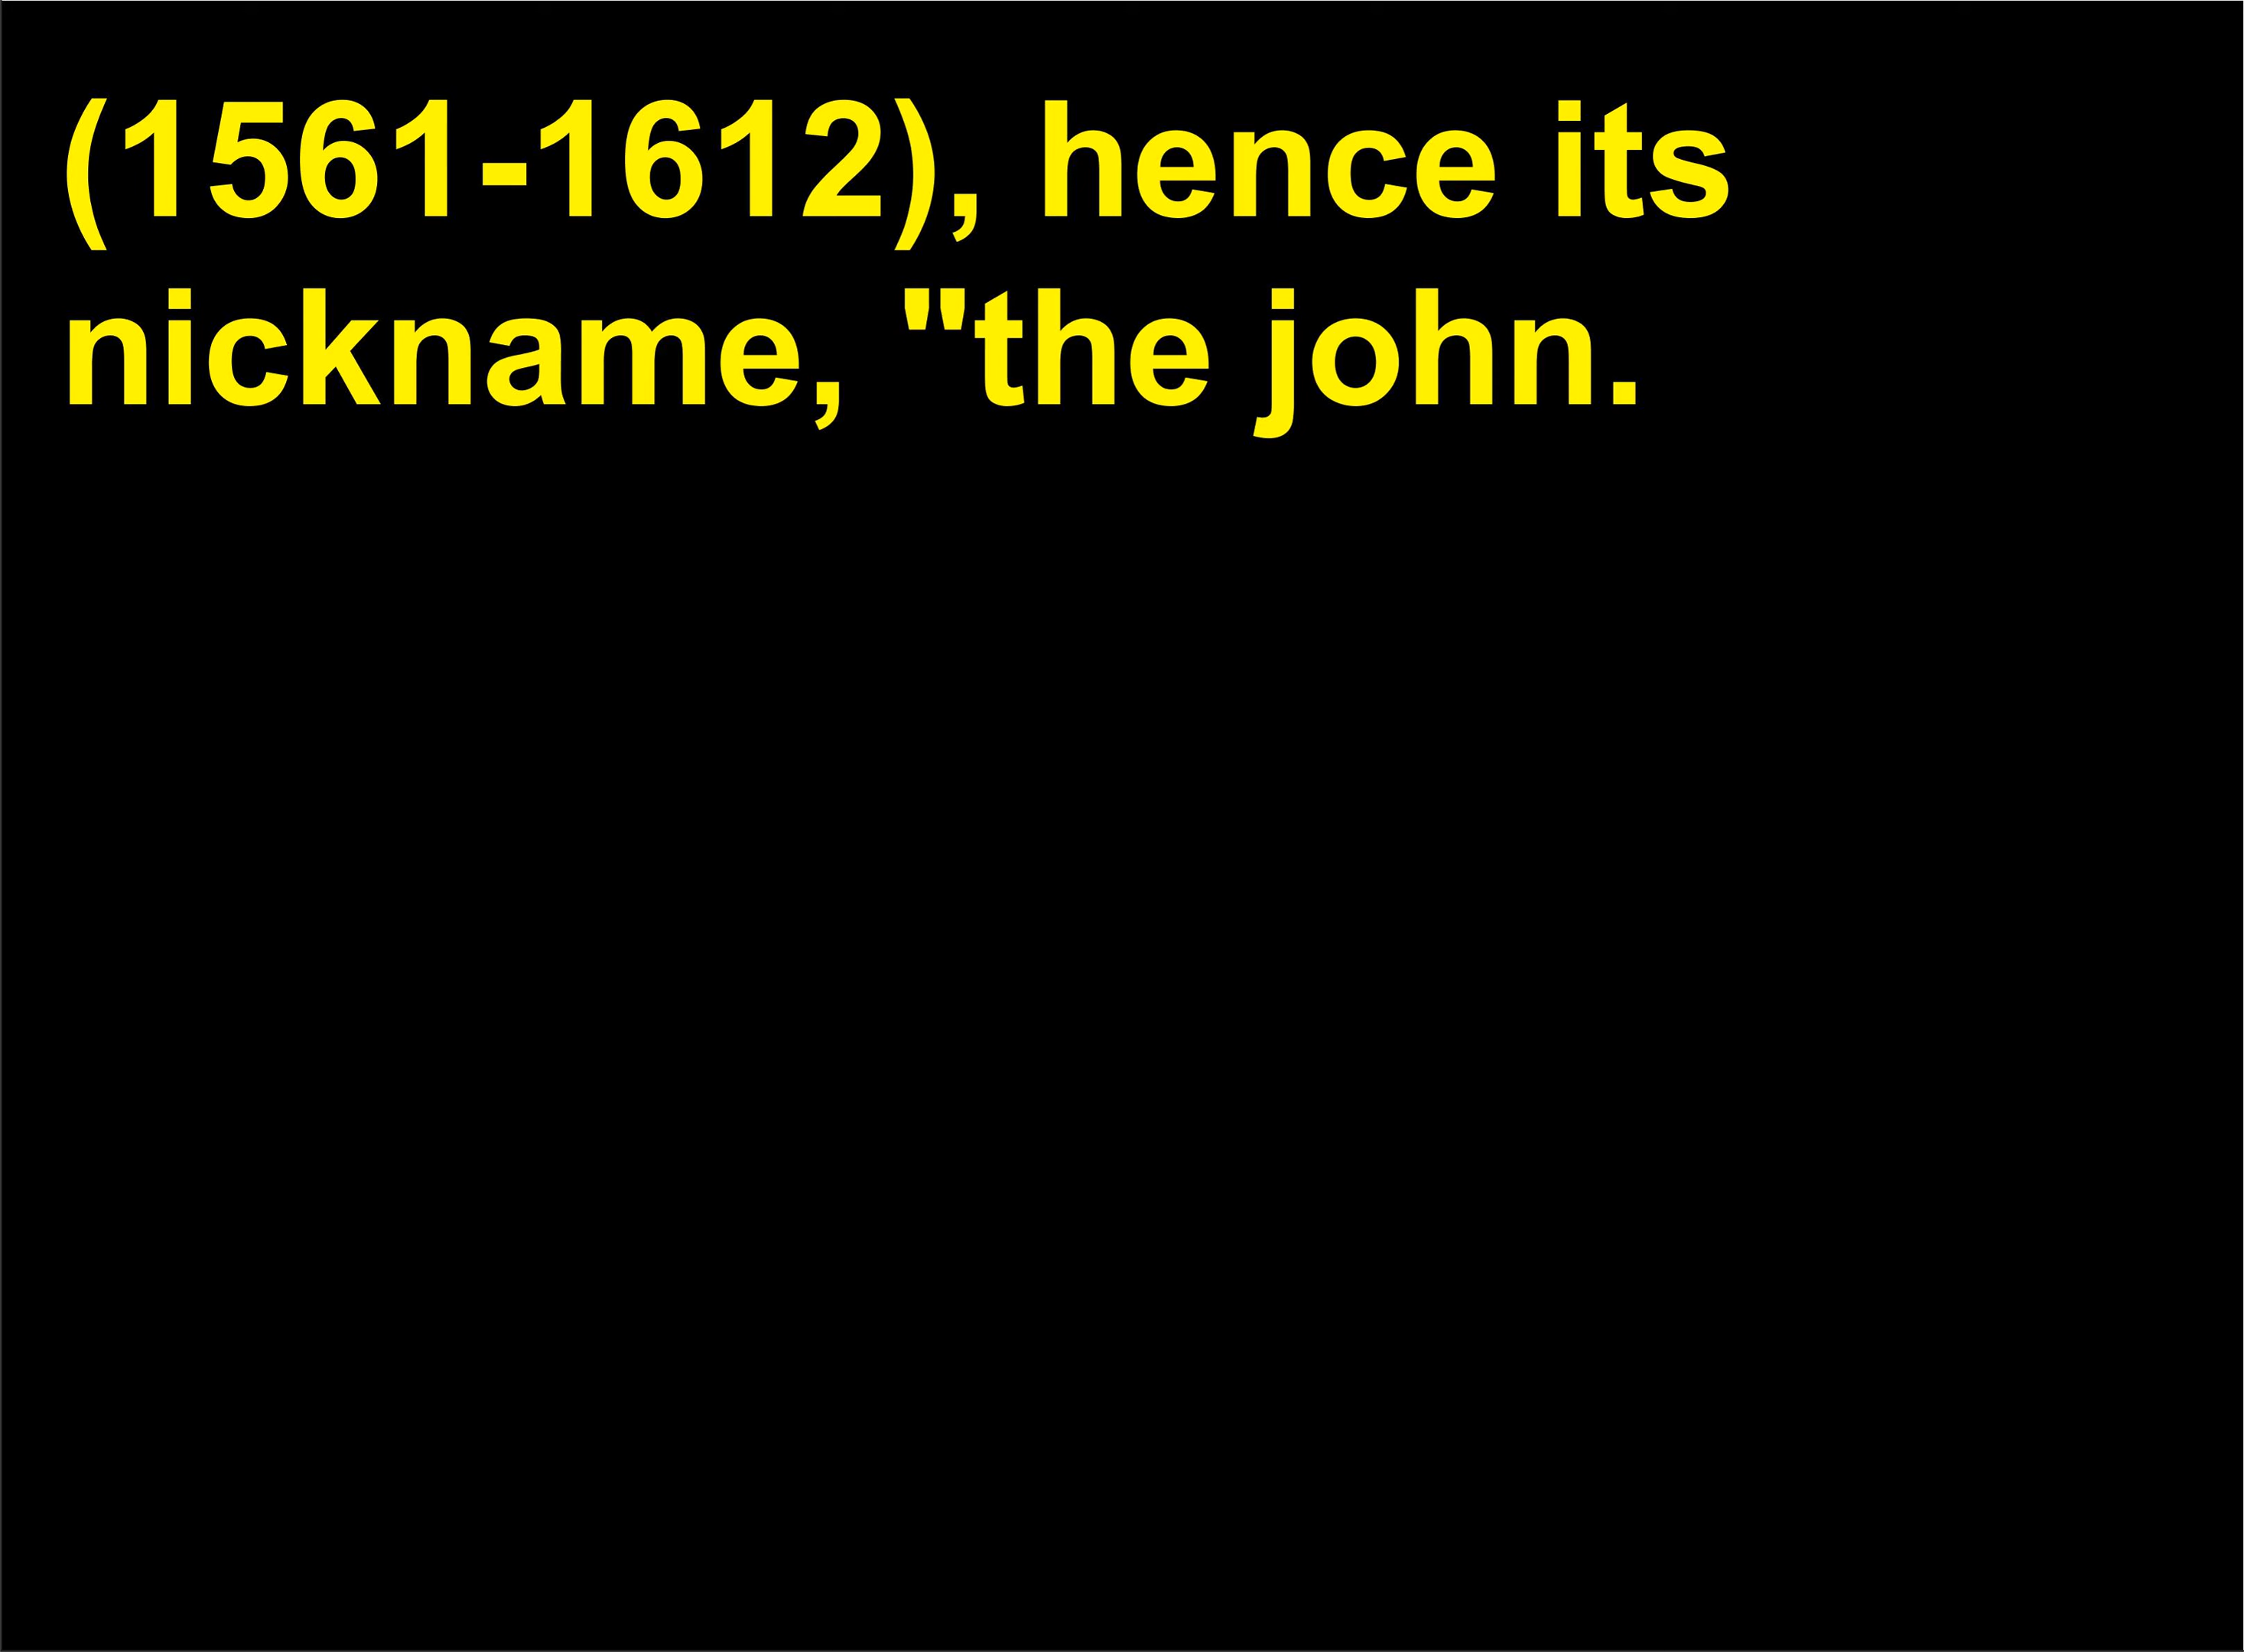 (1561-1612), hence its
nickname, "the john.